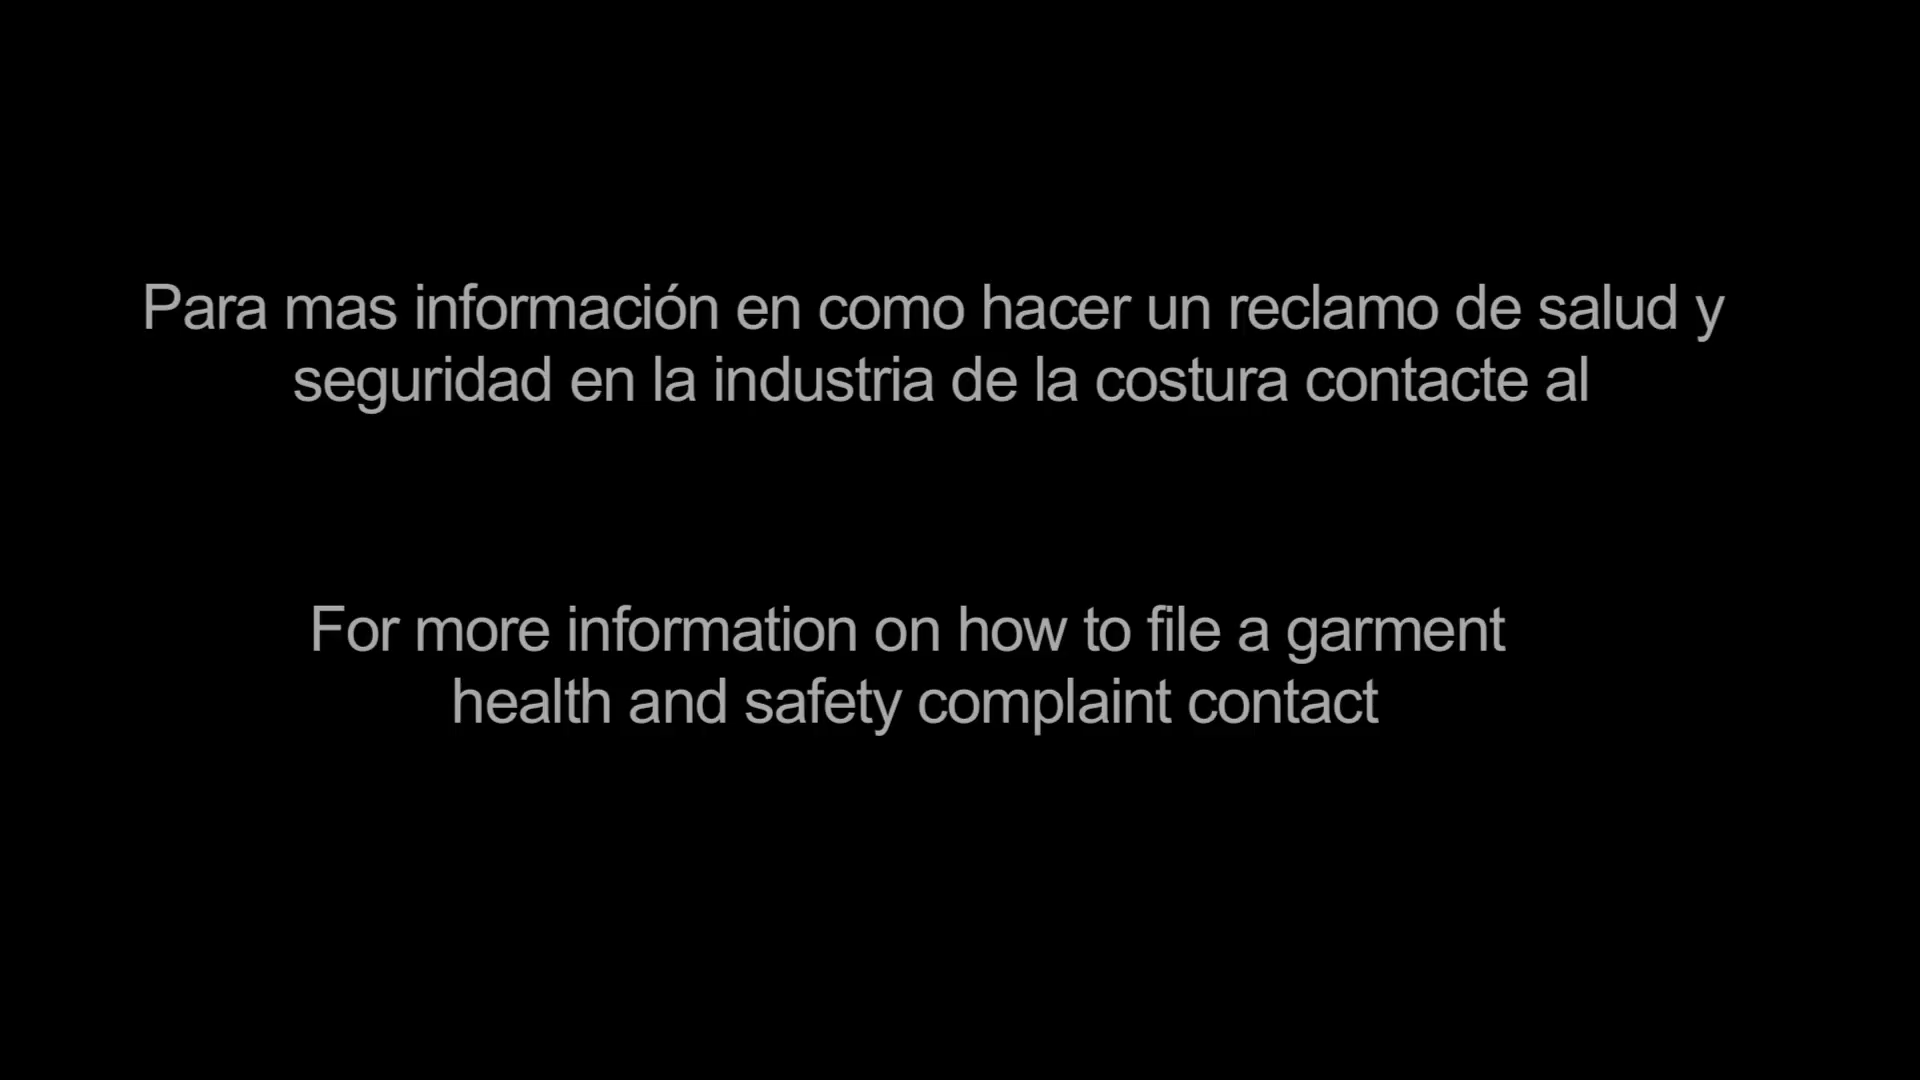 Para mas información en como hacer un reclamo de salud y
seguridad en la industria de la costura contacte al
For more information on how to file a garment
health and safety complaint contact